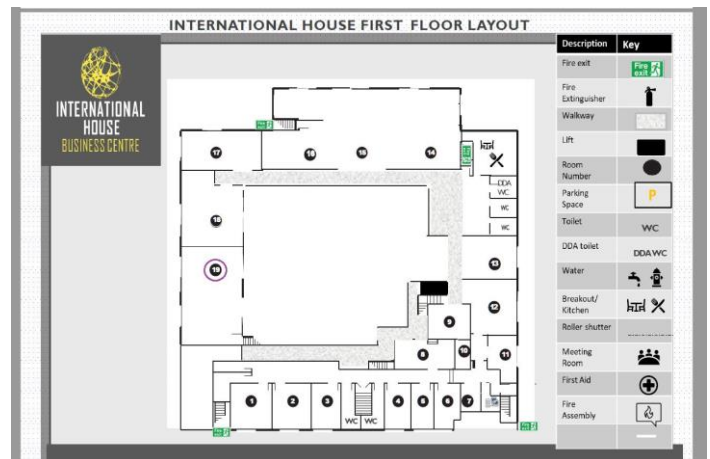 INTERNATIONAL HOUSE FIRST FLOOR LAYOUT
INTERNATIONAL
HOUSE
BUSINESS CENTRE
Description Key
Fire exit
Fire exit
Fire
Extinguisher
Walkway
Lift
Room
Number
Parking
Space
P
Toilet
WC
DDA toilet
DDA WC
Water
Breakout/
Kitchen
Roller shutter
Meeting
Room
First Aid
Fire
Assembly
17
16
15
14
DDA
WC
WC
WC
18
19
13
12
9
8
10
11
1
2
3
WC WC
4
5
6
7